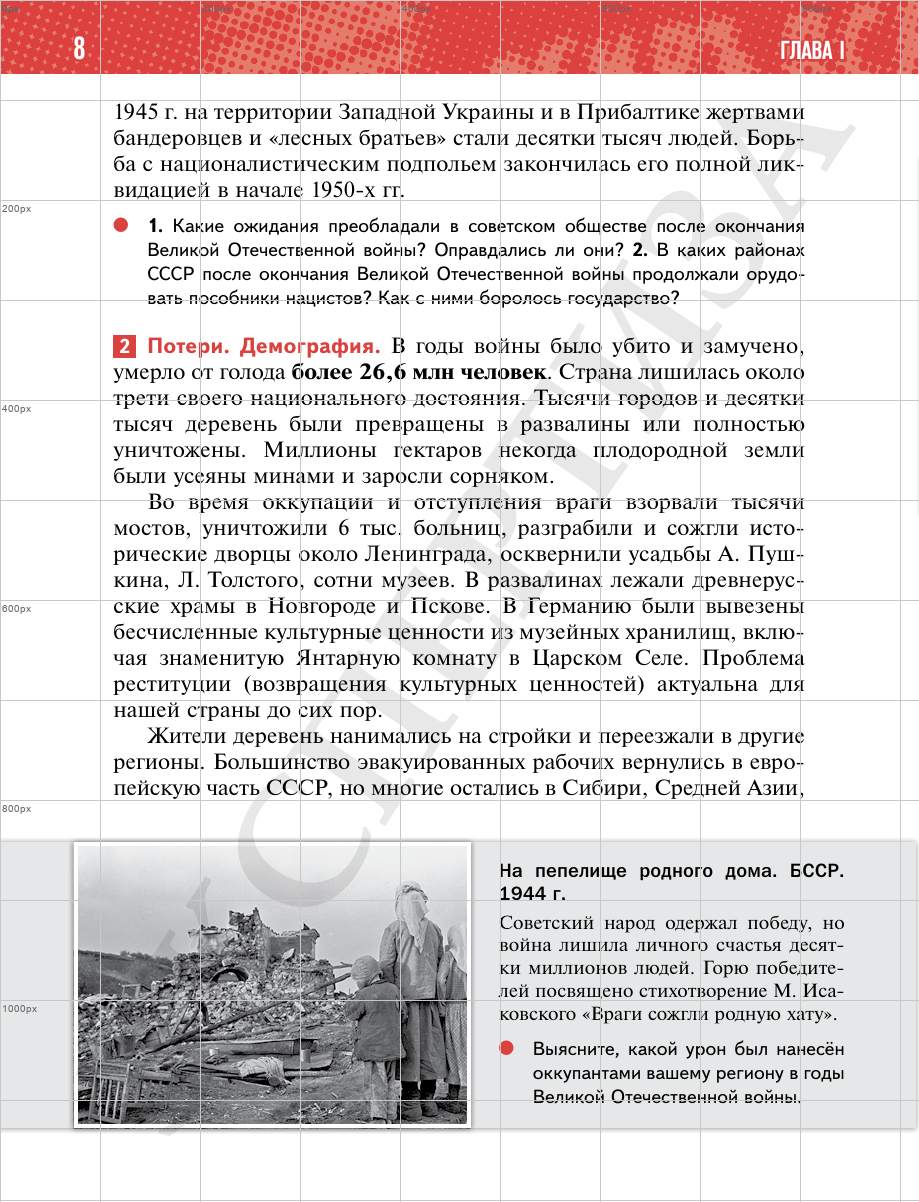 8
ГЛАВА I
1945 г. на территории Западной Украины и в Прибалтике жертвами
бандеровцев и «лесных братьев» стали десятки тысяч людей. Борь-
ба с националистическим подпольем закончилась его полной лик-
видацией в начале 1950-х гг.
1. Какие ожидания преобладали в советском обществе после окончания
Великой Отечественной войны? Оправдались ли они? 2. В каких районах
СССР после окончания Великой Отечественной войны продолжали орудо-
вать пособники нацистов? Как с ними боролось государство?
2 Потери. Демография. В годы войны было убито и замучено,
умерло от голода более 26,6 млн человек. Страна лишилась около
трети своего национального достояния. Тысячи городов и десятки
тысяч деревень были превращены в развалины или полностью
уничтожены. Миллионы гектаров некогда плодородной земли
были усеяны минами и заросли сорняком.
Во время оккупации и отступления враги взорвали тысячи
мостов, уничтожили 6 тыс. больниц, разграбили и сожгли исто-
рические дворцы около Ленинграда, осквернили усадьбы А. Пуш-
кина, Л. Толстого, сотни музеев. В развалинах лежали древнерус-
ские храмы в Новгороде и Пскове. В Германию были вывезены
бесчисленные культурные ценности из музейных хранилищ, вклю-
чая знаменитую Янтарную комнату в Царском Селе. Проблема
реституции (возвращения культурных ценностей) актуальна для
нашей страны до сих пор.
Жители деревень нанимались на стройки и переезжали в другие
регионы. Большинство эвакуированных рабочих вернулись в евро-
пейскую часть СССР, но многие остались в Сибири, Средней Азии,
На пепелище родного дома. БССР.
1944 г.
Советский народ одержал победу, но
война лишила личного счастья десят-
ки миллионов людей. Горю победите-
лей посвящено стихотворение М. Иса-
ковского «Враги сожгли родную хату».
Выясните, какой урон был нанесён
оккупантами вашему региону в годы
Великой Отечественной войны.
200px
400px
600px
800px
1000px